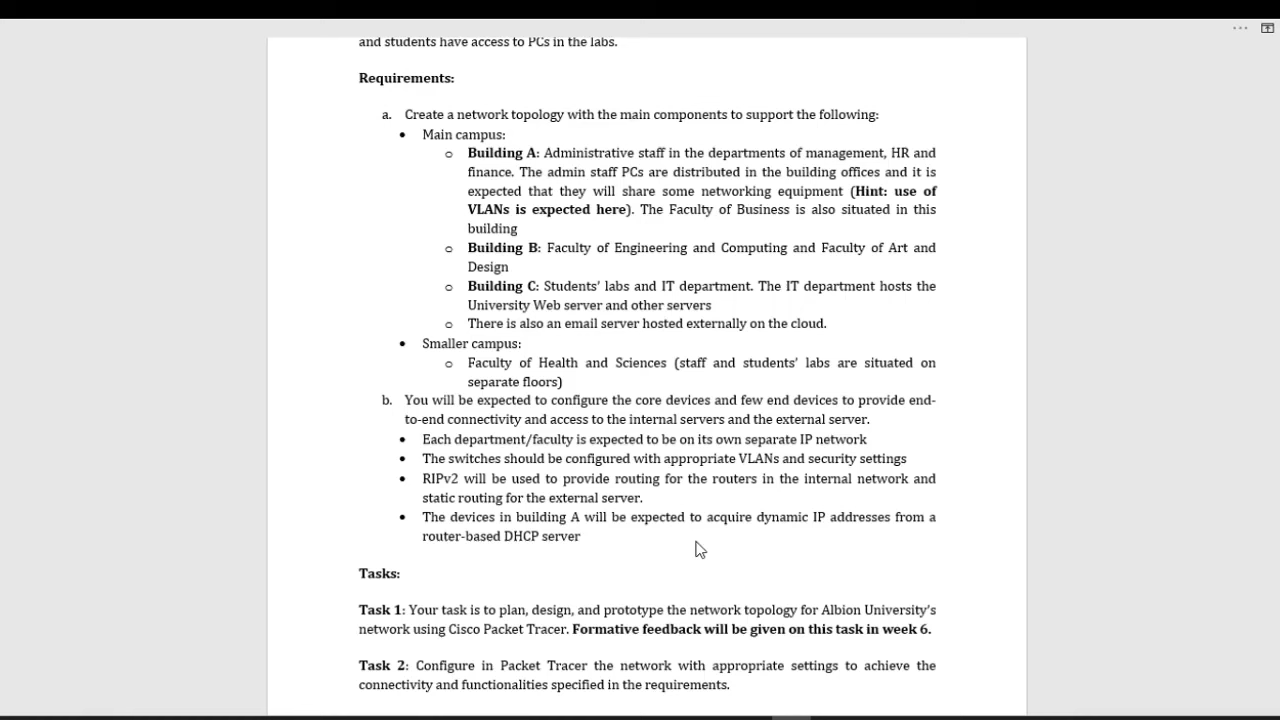 and students have access to PCs in the labs.
Requirements:
a. Create a network topology with the main components to support the following:
• Main campus:
o Building A: Administrative staff in the departments of management, HR and
finance. The admin staff PCs are distributed in the building offices and it is
expected that they will share some networking equipment (Hint: use of
VLANs is expected here). The Faculty of Business is also situated in this
building
o Building B: Faculty of Engineering and Computing and Faculty of Art and
Design
o Building C: Students' labs and IT department. The IT department hosts the
University Web server and other servers
o There is also an email server hosted externally on the cloud.
• Smaller campus:
o Faculty of Health and Sciences (staff and students' labs are situated on
separate floors)
b. You will be expected to configure the core devices and few end devices to provide end-
to-end connectivity and access to the internal servers and the external server.
• Each department/faculty is expected to be on its own separate IP network
• The switches should be configured with appropriate VLANs and security settings
• RIPv2 will be used to provide routing for the routers in the internal network and
static routing for the external server.
• The devices in building A will be expected to acquire dynamic IP addresses from a
router-based DHCP server
Tasks:
Task 1: Your task is to plan, design, and prototype the network topology for Albion University's
network using Cisco Packet Tracer. Formative feedback will be given on this task in week 6.
Task 2: Configure in Packet Tracer the network with appropriate settings to achieve the
connectivity and functionalities specified in the requirements.